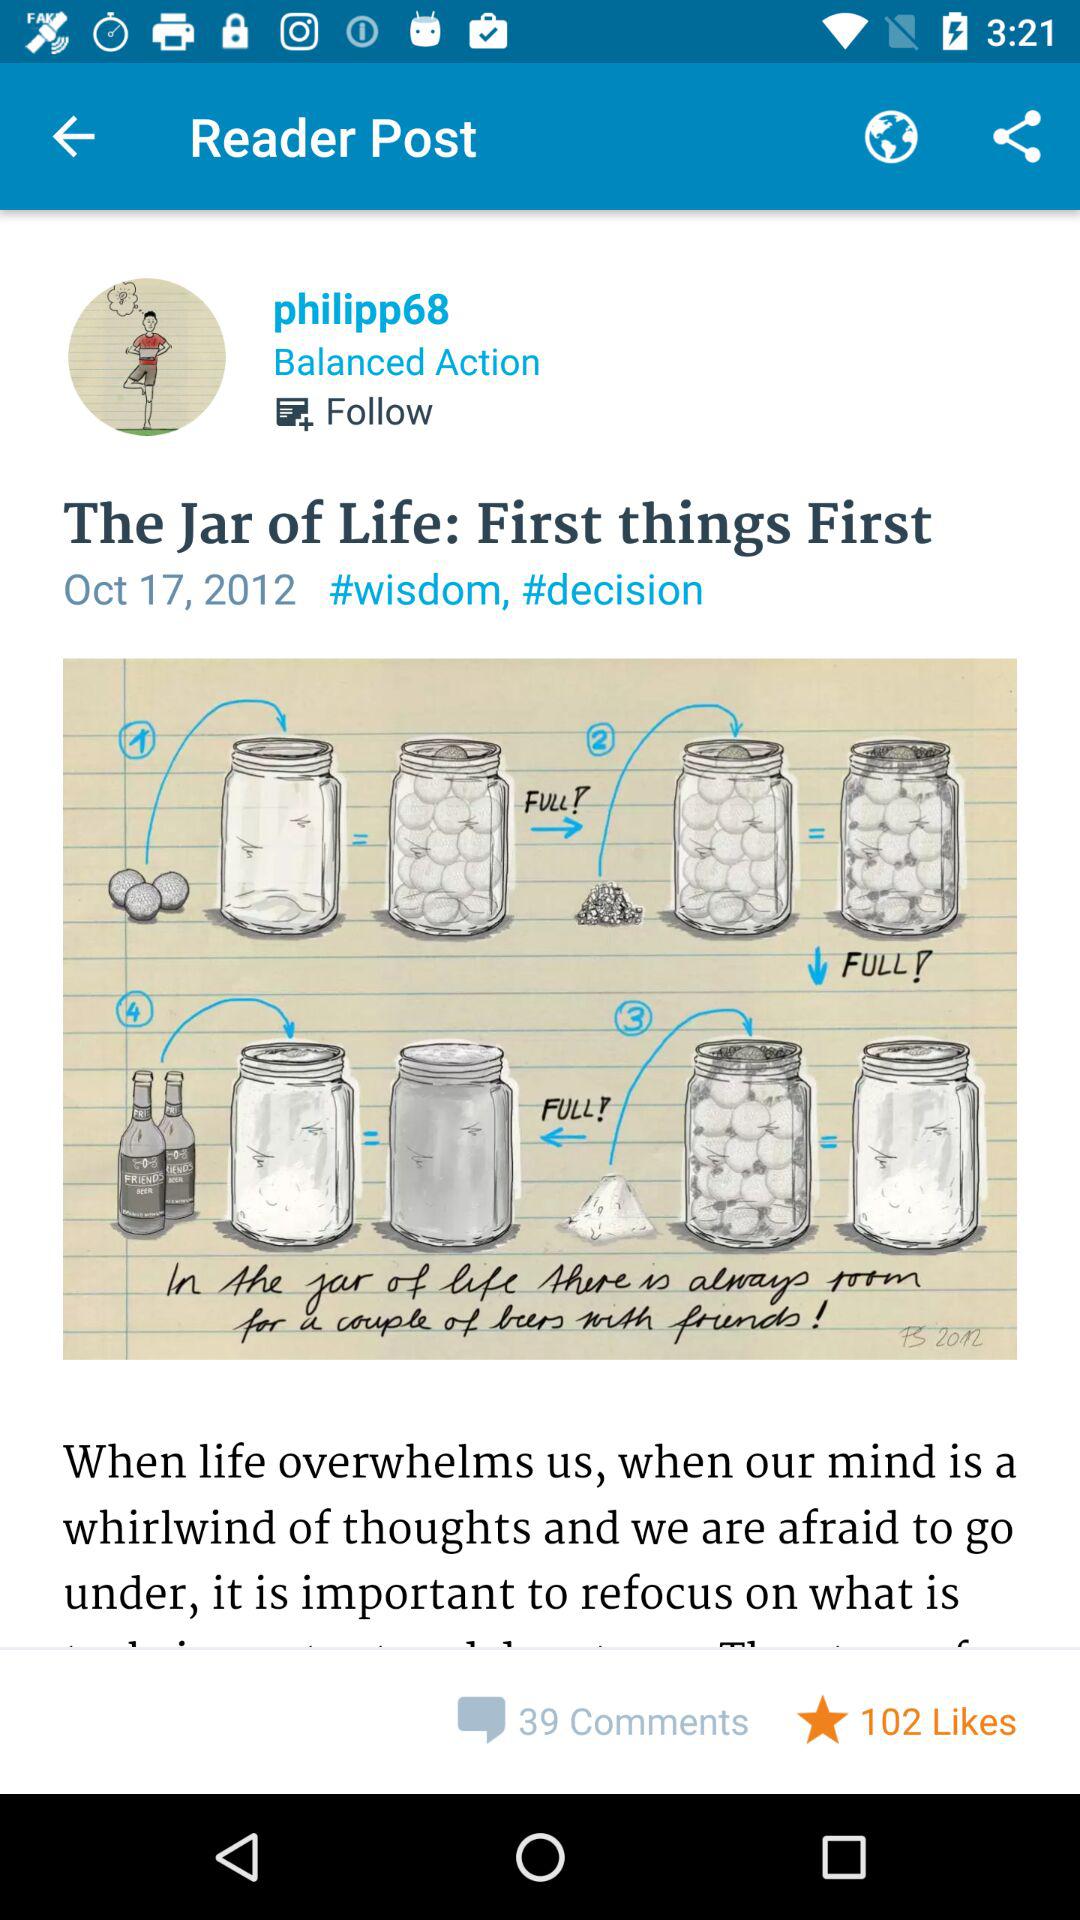 FAKE
3:21
Reader Post
philipp68
Balanced Action
Follow
The Jar of Life: First things First
Oct 17, 2012 #wisdom, #decision
1
2
=
FULL!
=
FULL!
4
3
FRIENDS
BEER
=
FULL!
=
In the jar of life there is always room
for a couple of beers with friends!
PS 2012
When life overwhelms us, when our mind is a
whirlwind of thoughts and we are afraid to go
under, it is important to refocus on what is
39 Comments
102 Likes